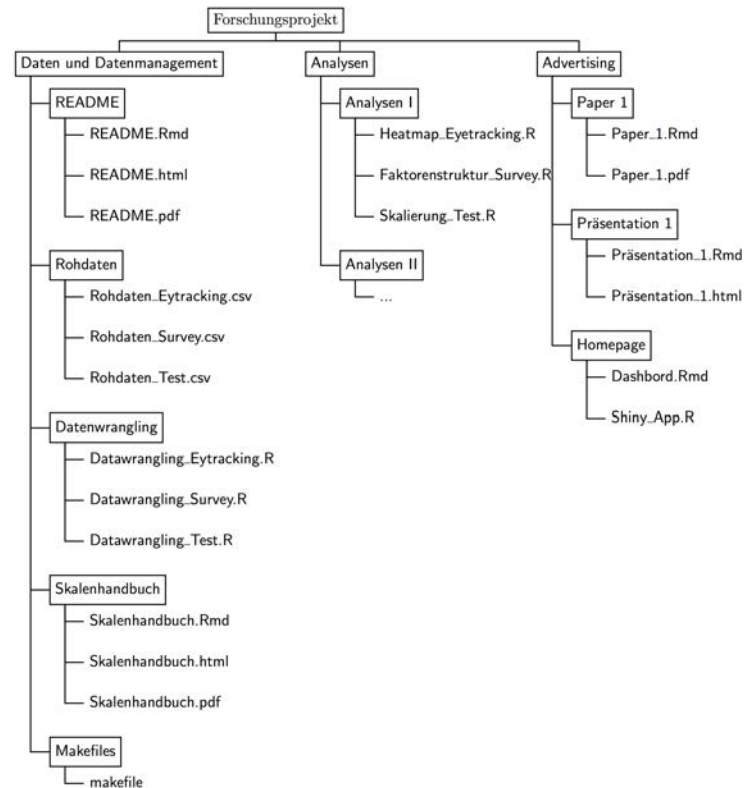 Forschungsprojekt
Daten und Datenmanagement
README
README.Rmd
README.html
README.pdf
Rohdaten
Rohdaten_Eytracking.csv
Rohdaten_Survey.csv
Rohdaten_Test.csv
Datenwrangling
Datawrangling_Eytracking.R
Datawrangling_Survey.R
Datawrangling_Test.R
Skalenhandbuch
Skalenhandbuch.Rmd
Skalenhandbuch.html
Skalenhandbuch.pdf
Makefiles
makefile
Analysen
Analysen I
Heatmap_Eyetracking.R
Faktorenstruktur_Survey.R
Skalierung_Test.R
Analysen II
...
Advertising
Paper 1
Paper_1.Rmd
Paper_1.pdf
Präsentation 1
Präsentation_1.Rmd
Präsentation_1.html
Homepage
Dashbord.Rmd
Shiny_App.R